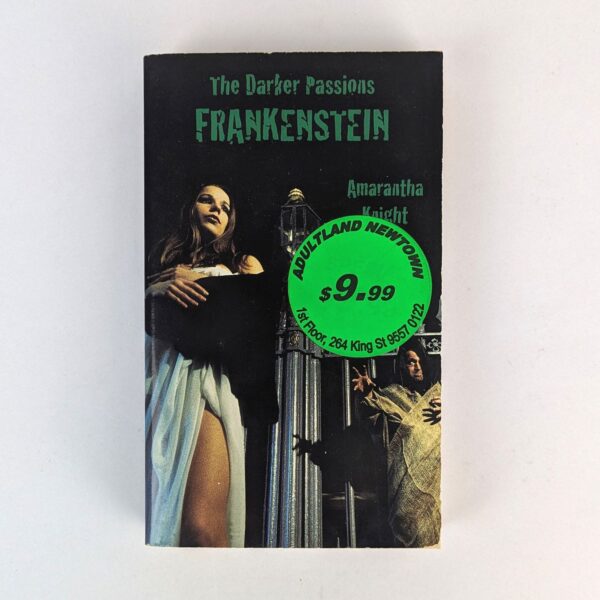 The Darker Passions
FRANKENSTEIN
Amarantha
Knight
ADULTLAND NEWTOWN
$9.99
1st Floor, 264 King St 9557 0122